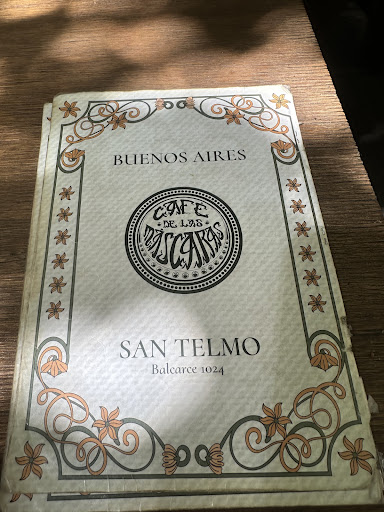 BUENOS AIRES
CAFE
DE LAS
MASCARAS
SAN TELMO
Balcarce 1024